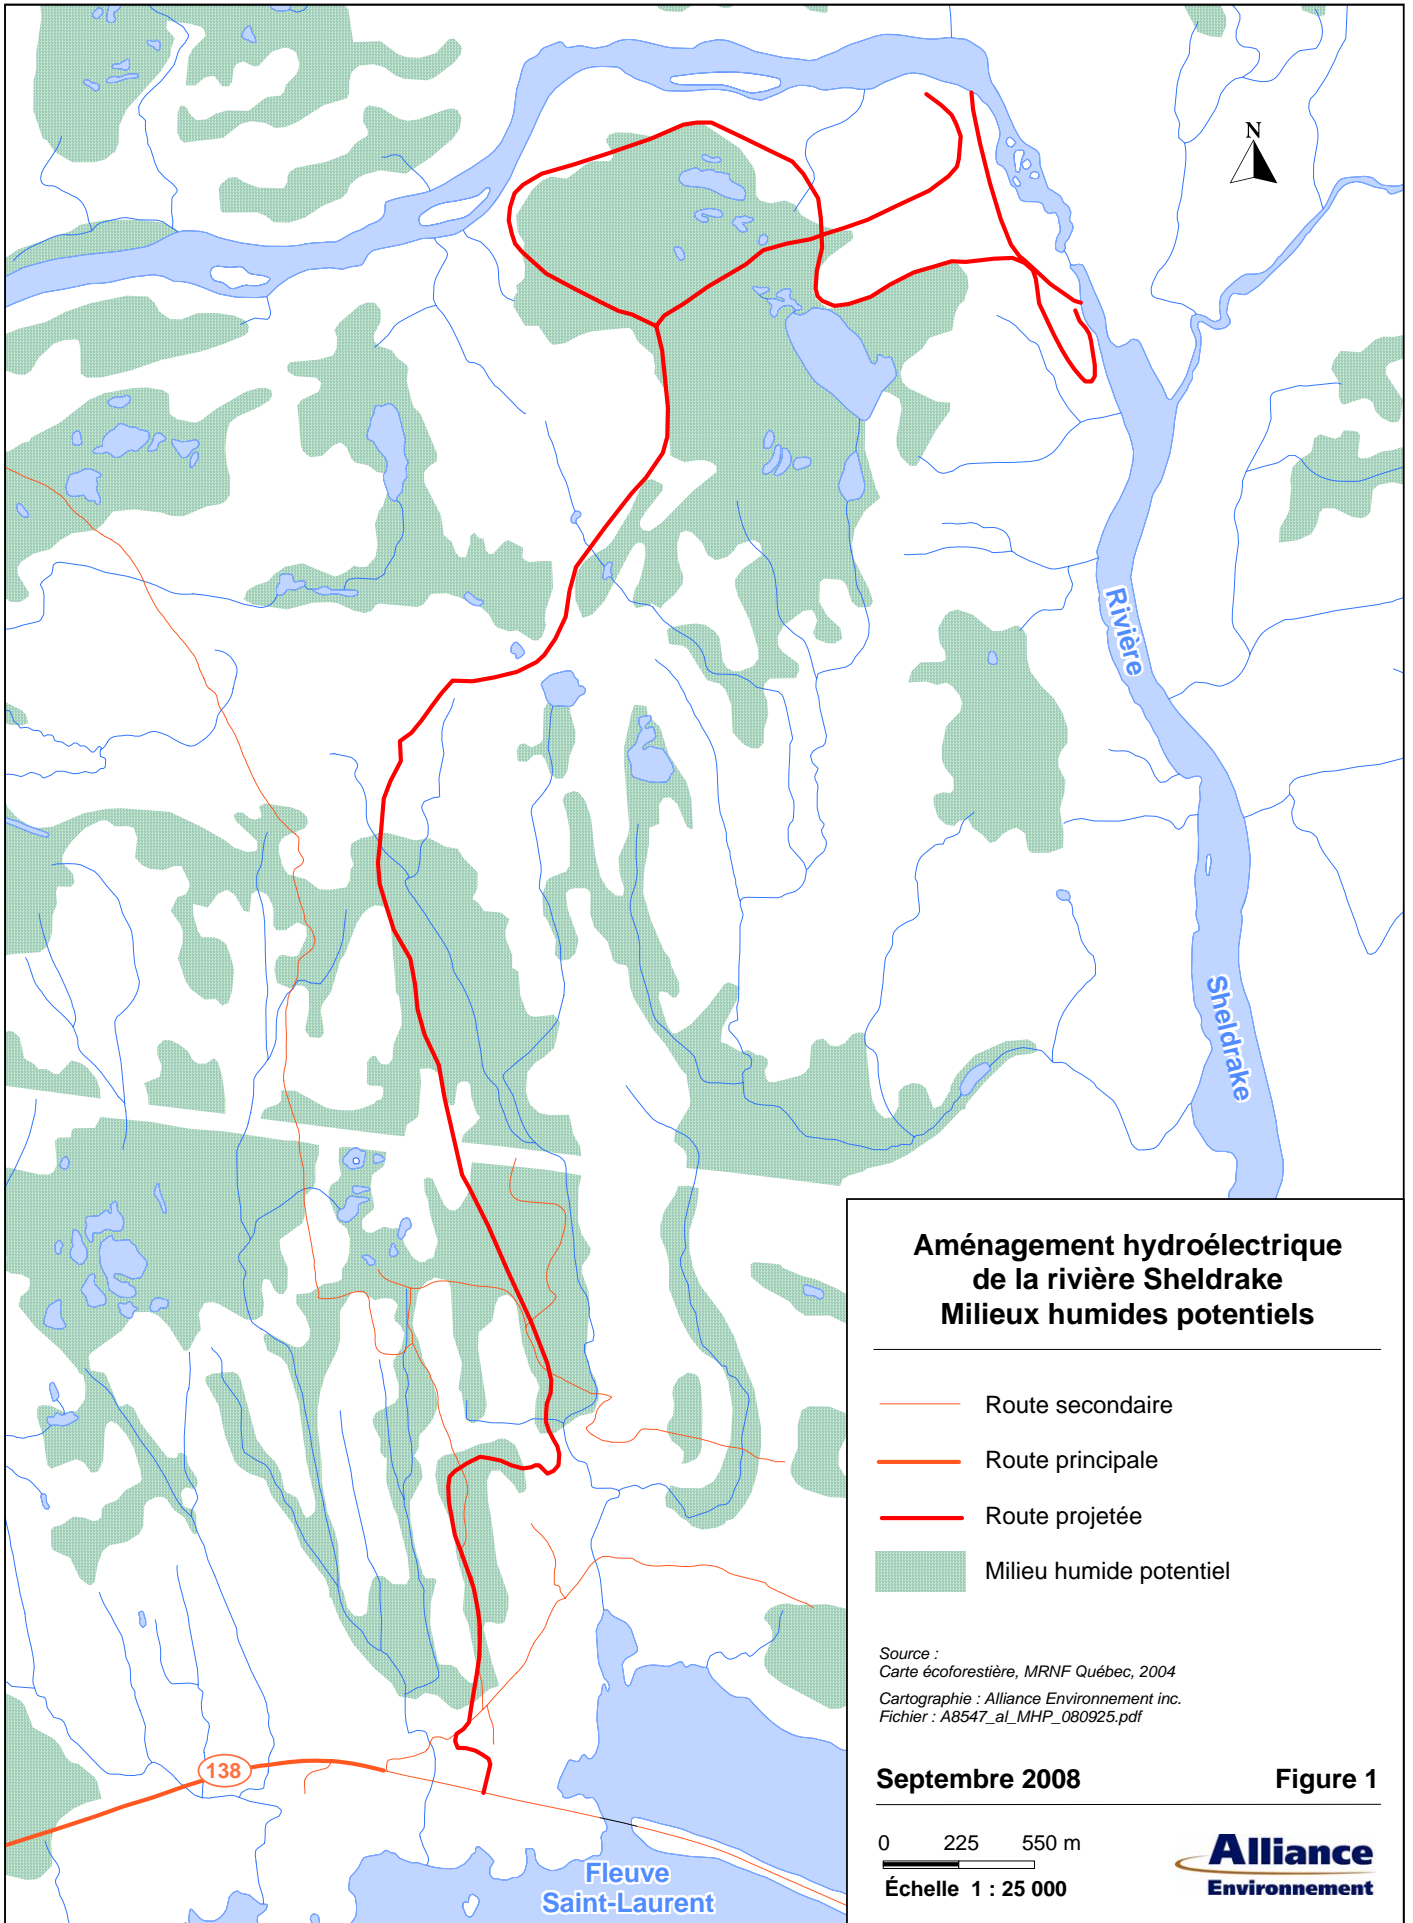 N
Rivière
Sheldrake
138
Fleuve
Saint-Laurent
Aménagement hydroélectrique
de la rivière Sheldrake
Milieux humides potentiels
Route secondaire
Route principale
Route projetée
Milieu humide potentiel
Source :
Carte écoforestière, MRNF Québec, 2004
Cartographie : Alliance Environnement inc.
Fichier : A8547_al_MHP_080925.pdf
Septembre 2008 Figure 1
0 225 550 m
Échelle 1 : 25 000
Alliance
Environnement